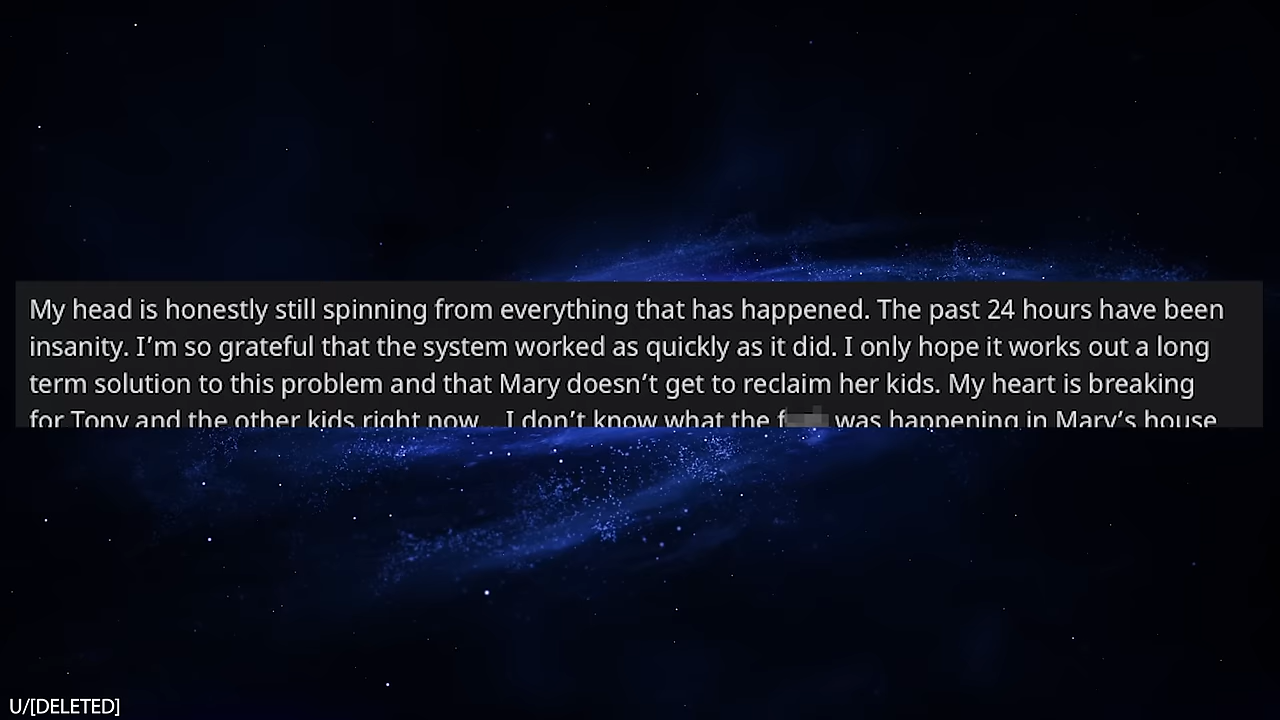 My head is honestly still spinning from everything that has happened. The past 24 hours have been
insanity. I’m so grateful that the system worked as quickly as it did. I only hope it works out a long
term solution to this problem and that Mary doesn’t get to reclaim her kids. My heart is breaking
for Tony and the other kids right now... I don’t know what the f was happening in Mary’s house
U/[DELETED]